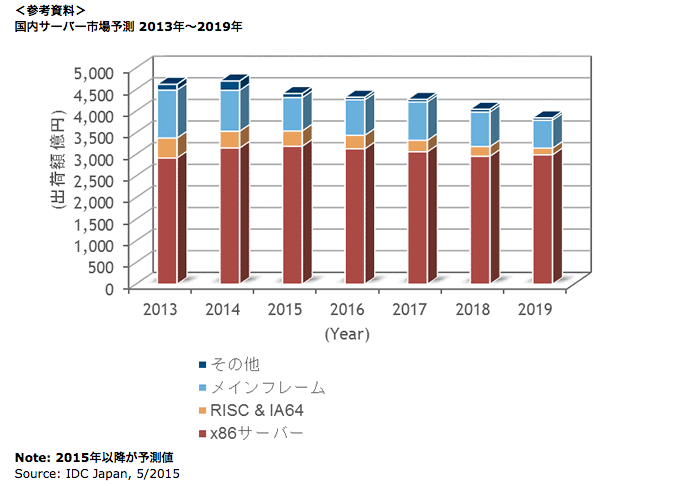 ＜参考資料＞
国内サーバー市場予測 2013年～2019年
5,000
4,500
4,000
3,500
3,000
2,500
2,000
1,500
1,000
500
0
(出荷額 億円)
2013 2014 2015 2016 2017 2018 2019
(Year)
その他
メインフレーム
RISC & IA64
x86サーバー
Note: 2015年以降が予測値
Source: IDC Japan, 5/2015